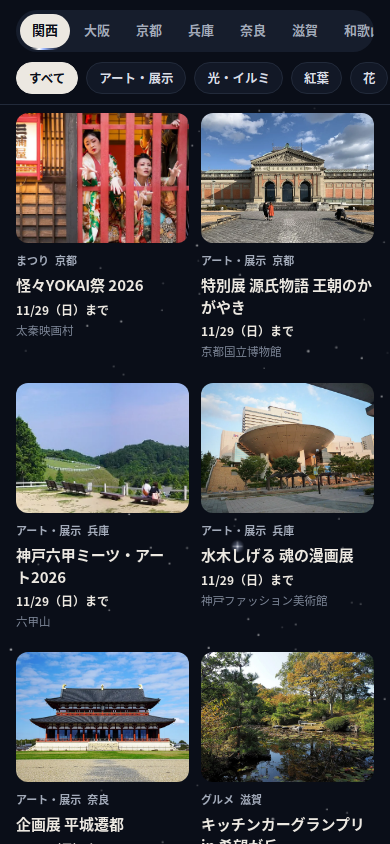 関西 大阪 京都 兵庫 奈良 滋賀 和歌
すべて アート・展示 光・イルミ 紅葉 花
まつり 京都
怪々YOKAI祭 2026
11/29（日）まで
太秦映画村
アート・展示 京都
特別展 源氏物語 王朝のか
がやき
11/29（日）まで
京都国立博物館
アート・展示 兵庫
神戸六甲ミーツ・アー
ト2026
11/29（日）まで
六甲山
アート・展示 兵庫
水木しげる 魂の漫画展
11/29（日）まで
神戸ファッション美術館
アート・展示 奈良
企画展 平城遷都
グルメ 滋賀
キッチンカーグランプリ